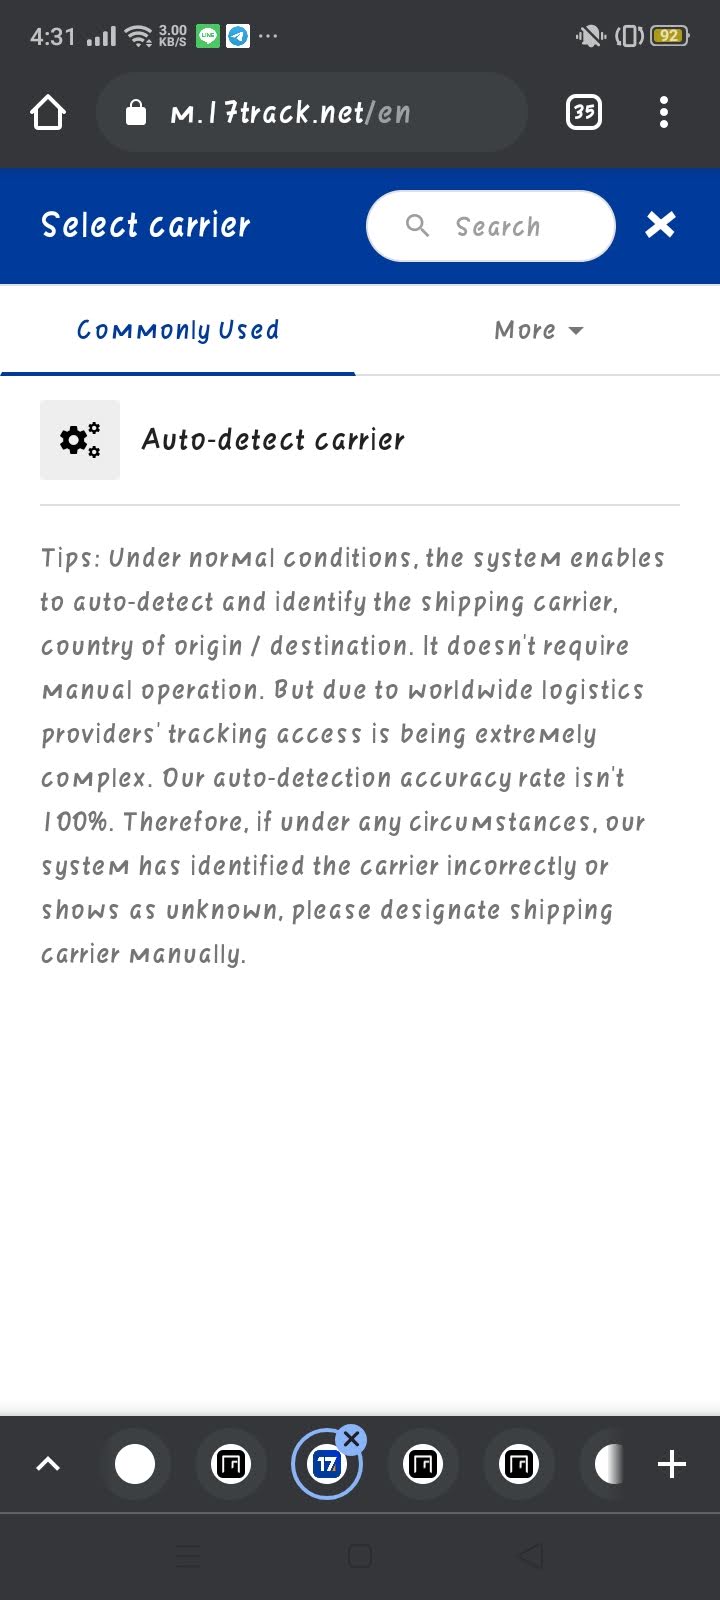 4:31 3.00 KB/S LINE 92
m.17track.net/en 35
Select carrier Search
Commonly Used More
Auto-detect carrier
Tips: Under normal conditions, the system enables
to auto-detect and identify the shipping carrier,
country of origin / destination. It doesn't require
manual operation. But due to worldwide logistics
providers' tracking access is being extremely
complex. Our auto-detection accuracy rate isn't
100%. Therefore, if under any circumstances, our
system has identified the carrier incorrectly or
shows as unknown, please designate shipping
carrier manually.
17